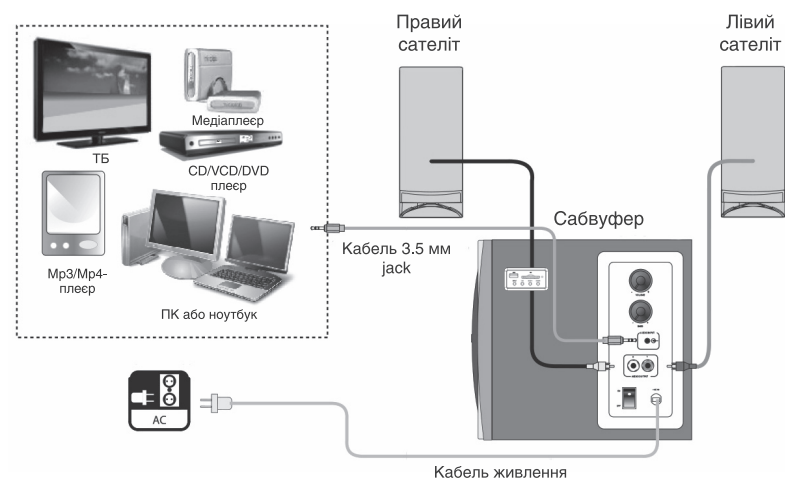 Правий
сателіт
Лівий
сателіт
Медіаплеєр
ТБ
CD/VCD/DVD
плеєр
Сабвуфер
Кабель 3.5 мм
jack
Mp3/Mp4-
плеєр
ПК або ноутбук
AC
Кабель живлення